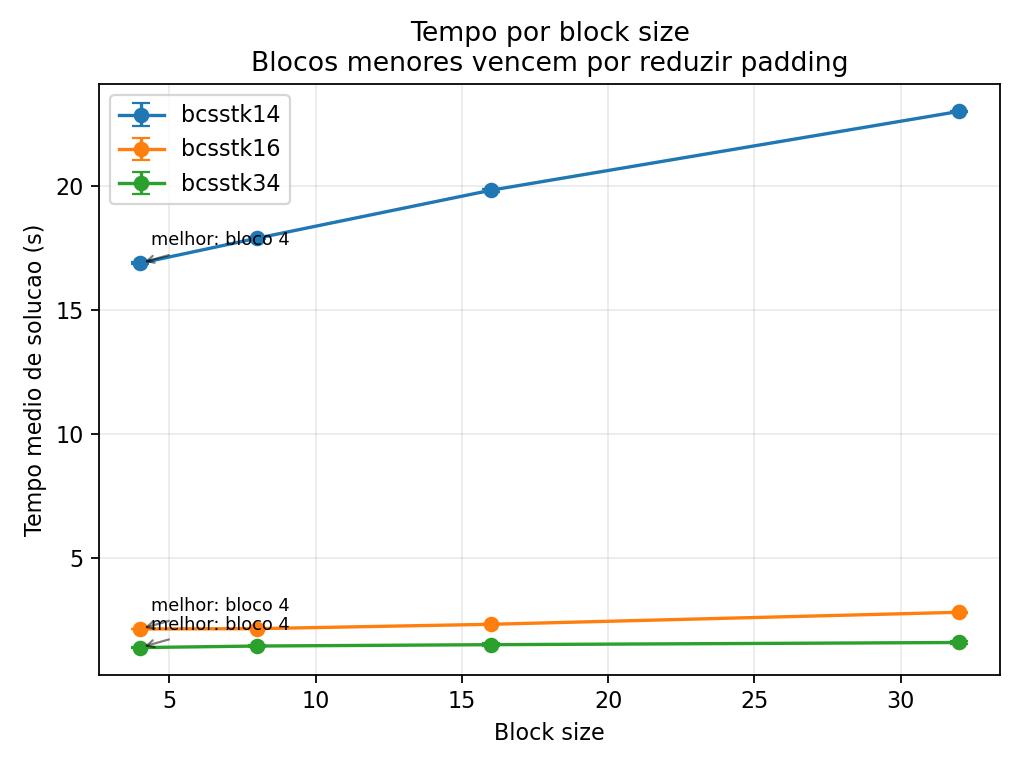 Tempo por block size
Blocos menores vencem por reduzir padding
bcsstk14
bcsstk16
bcsstk34
Tempo medio de solucao (s)
20
15
10
5
melhor: bloco 4
melhor: bloco 4
melhor: bloco 4
5
10
15
20
25
30
Block size